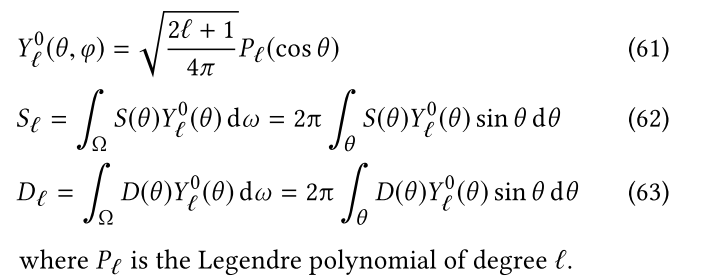 Y_ℓ^0(θ, φ) = √((2ℓ + 1)/(4π)) P_ℓ(cos θ) (61)
S_ℓ = ∫_Ω S(θ)Y_ℓ^0(θ) dω = 2π ∫_θ S(θ)Y_ℓ^0(θ) sin θ dθ (62)
D_ℓ = ∫_Ω D(θ)Y_ℓ^0(θ) dω = 2π ∫_θ D(θ)Y_ℓ^0(θ) sin θ dθ (63)
where P_ℓ is the Legendre polynomial of degree ℓ.